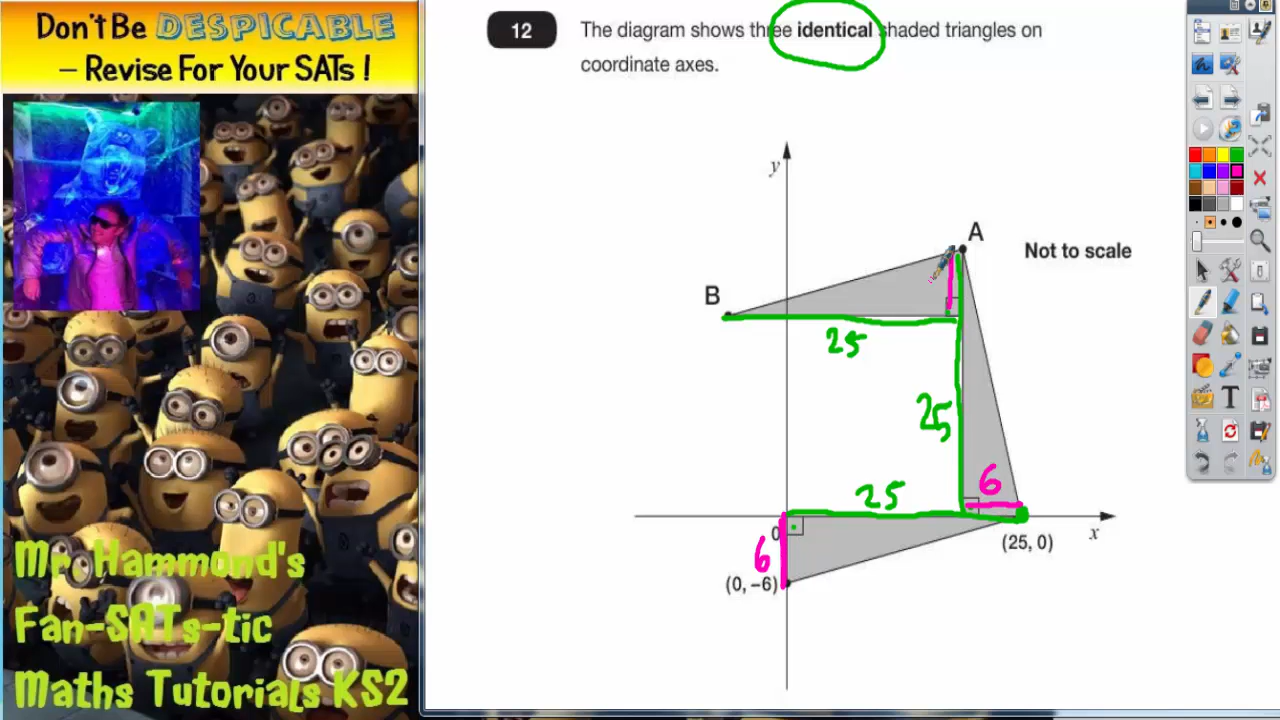 Don't Be DESPICABLE
– Revise For Your SATs !
12 The diagram shows three identical shaded triangles on
coordinate axes.
y
A
Not to scale
B
25
25
6
25
0
x
(25, 0)
6
(0, −6)
Mr Hammond's
Fan-SATs-tic
Maths Tutorials KS2
T